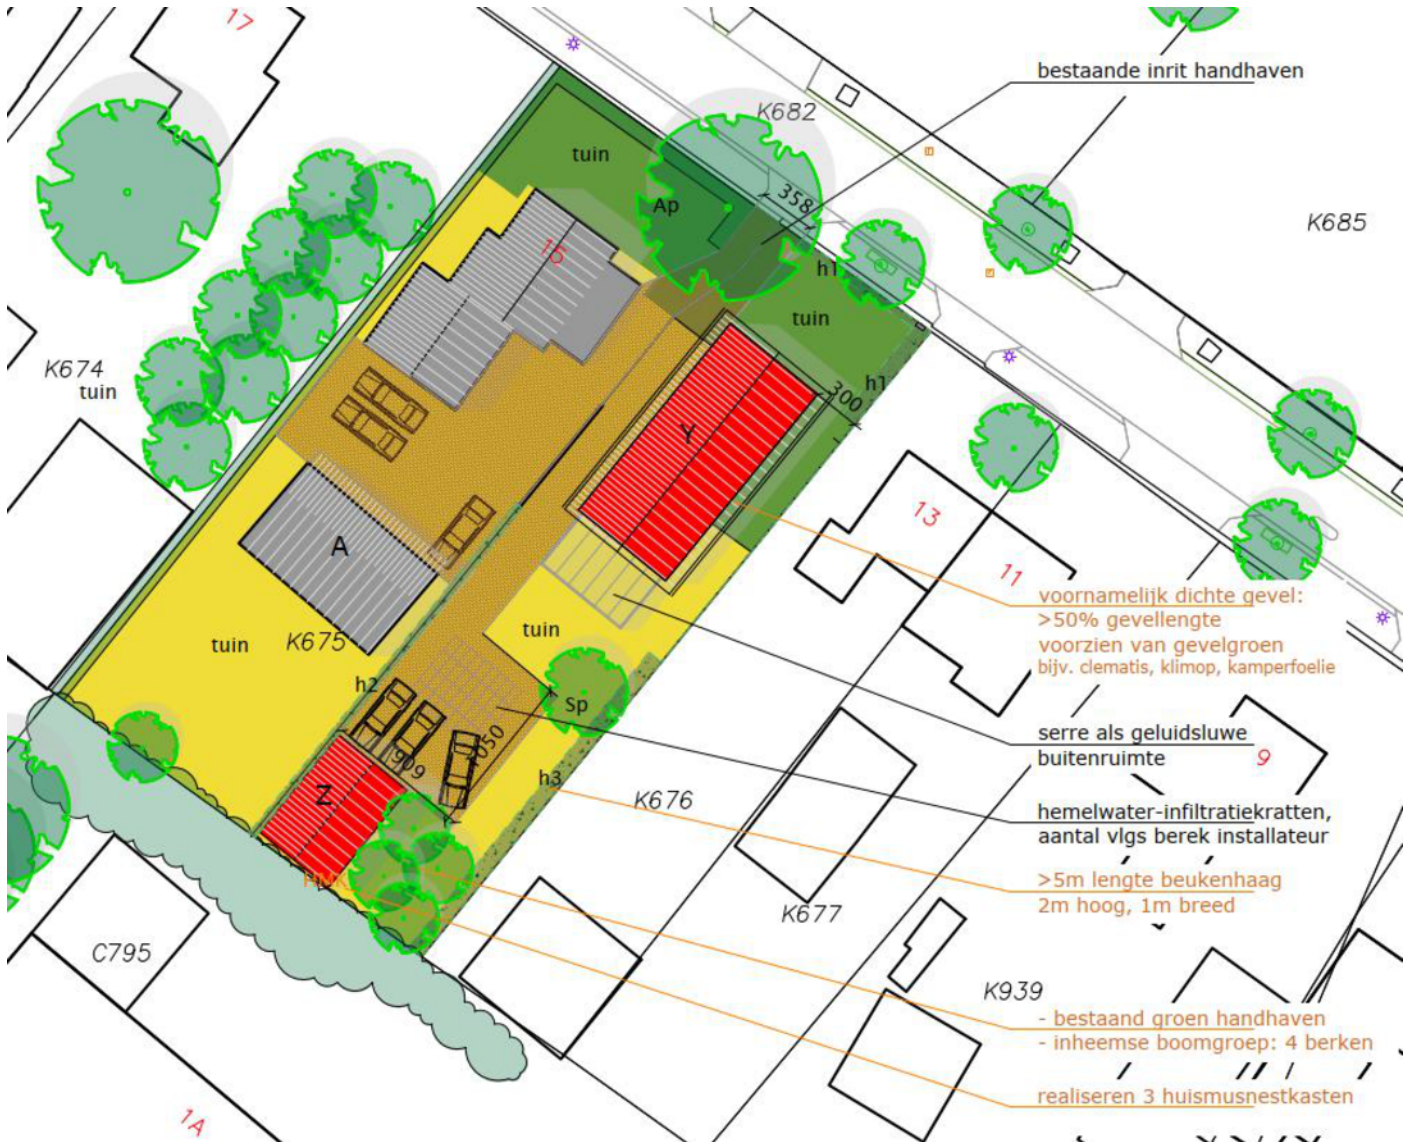 17
bestaande inrit handhaven
K682
tuin
358
Ap
K685
15
h1
tuin
K674
tuin
h1
300
Y
13
A
11
voornamelijk dichte gevel:
>50% gevellengte
voorzien van gevelgroen
bijv. clematis, klimop, kamperfoelie
tuin
K675
tuin
h2
Sp
serre als geluidsluwe
buitenruimte
9
050
909
h3
Z
K676
hemelwater-infiltratiekratten,
aantal vlgs berek installateur
>5m lengte beukenhaag
2m hoog, 1m breed
K677
C795
K939
- bestaand groen handhaven
- inheemse boomgroep: 4 berken
realiseren 3 huismusnestkasten
1A